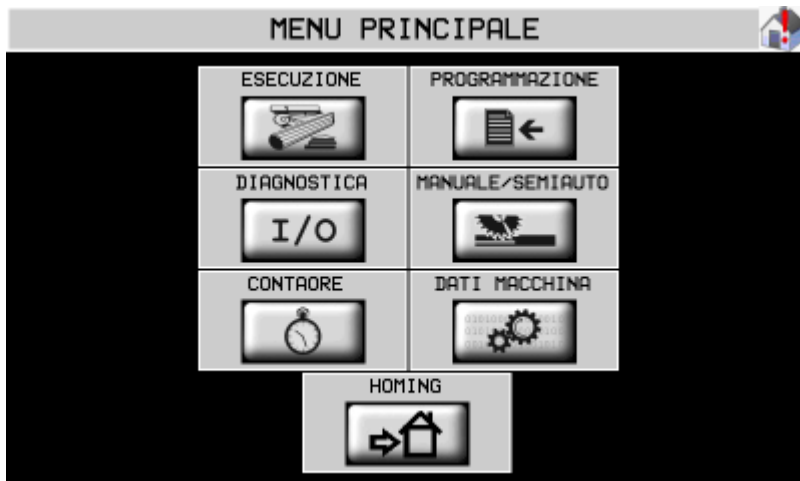 MENU PRINCIPALE
ESECUZIONE
PROGRAMMAZIONE
DIAGNOSTICA
MANUALE/SEMIAUTO
I/O
CONTAORE
DATI MACCHINA
HOMING